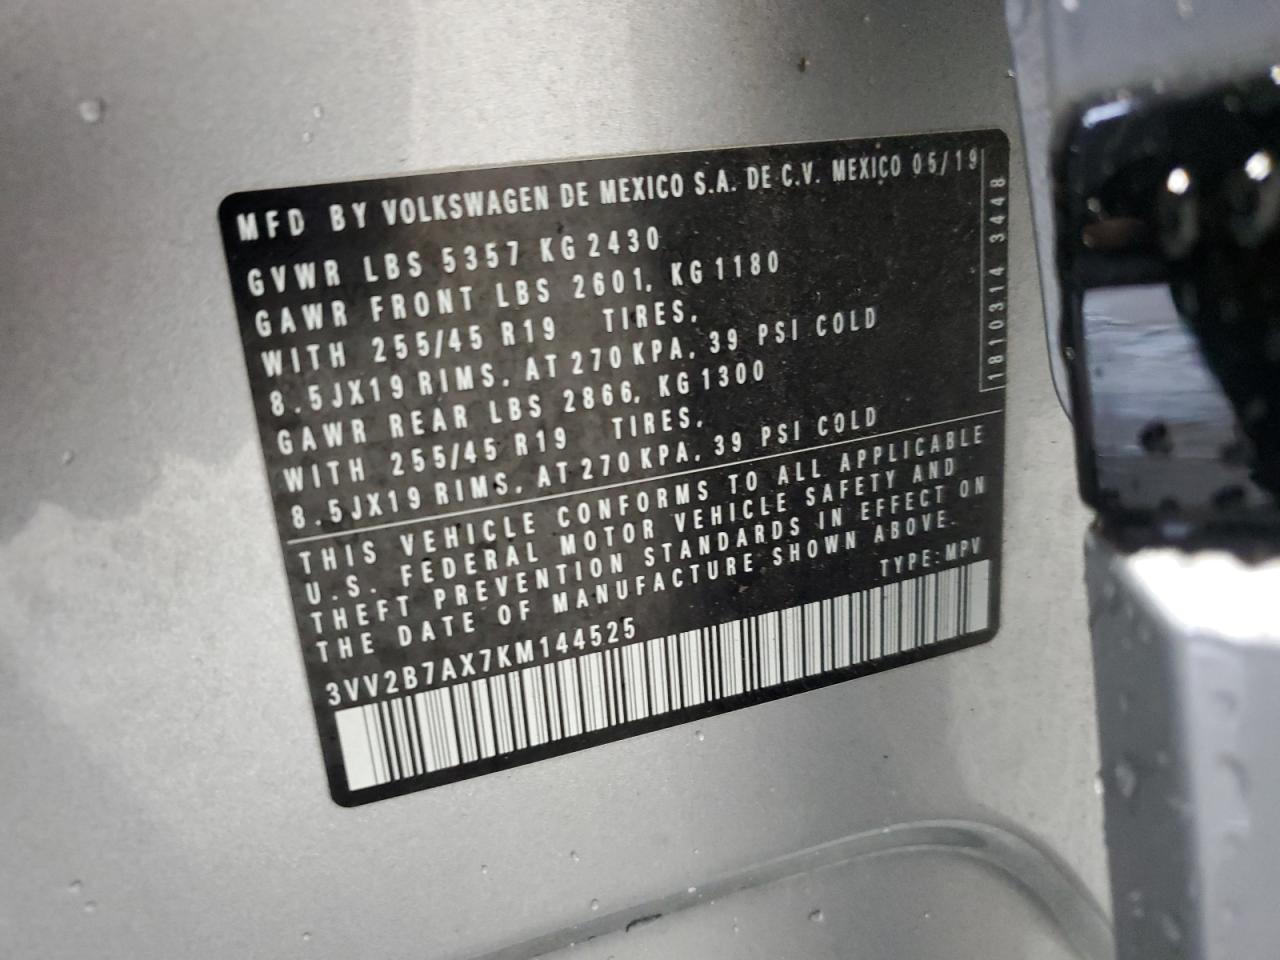 MFD BY VOLKSWAGEN DE MEXICO S.A. DE C.V. MEXICO 05/19
GVWR LBS 5357 KG 2430
GAWR FRONT LBS 2601, KG 1180
WITH 255/45 R19 TIRES,
8.5JX19 RIMS, AT 270 KPA, 39 PSI COLD
GAWR REAR LBS 2866, KG 1300
WITH 255/45 R19 TIRES,
8.5JX19 RIMS, AT 270 KPA, 39 PSI COLD
1810314 3448
THIS VEHICLE CONFORMS TO ALL APPLICABLE
U.S. FEDERAL MOTOR VEHICLE SAFETY AND
THEFT PREVENTION STANDARDS IN EFFECT ON
THE DATE OF MANUFACTURE SHOWN ABOVE.
TYPE:MPV
3VV2B7AX7KM144525